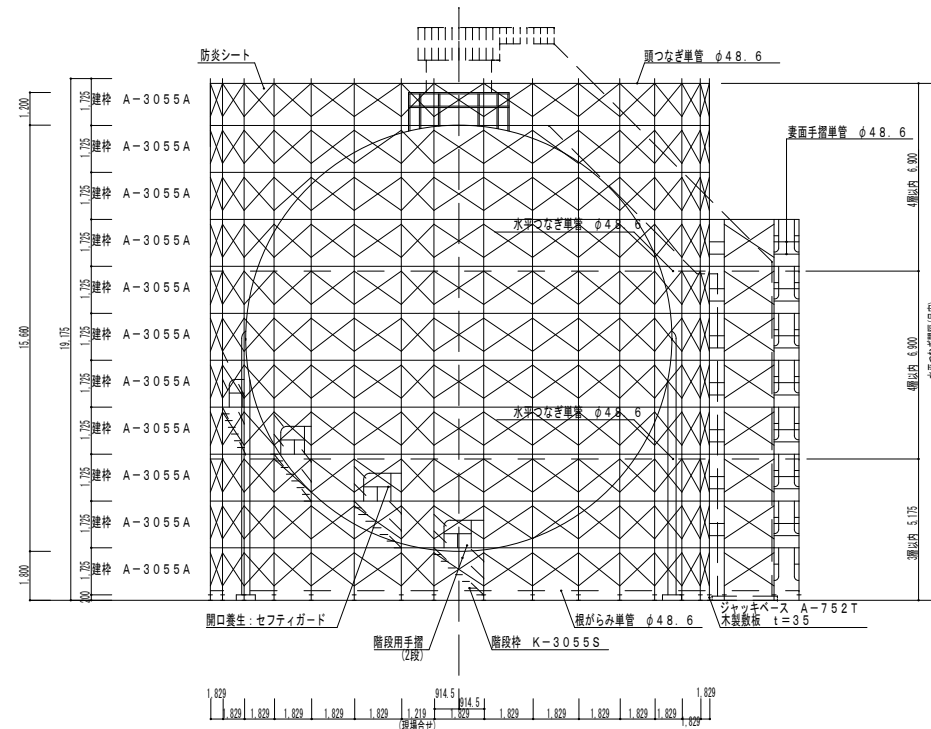 防炎シート
頭つなぎ単管 φ48.6
妻面手摺単管 φ48.6
1,200
15,680
1,800
19,175
1,725
建枠 A-3055A
1,725
建枠 A-3055A
1,725
建枠 A-3055A
1,725
建枠 A-3055A
1,725
建枠 A-3055A
1,725
建枠 A-3055A
1,725
建枠 A-3055A
1,725
建枠 A-3055A
1,725
建枠 A-3055A
1,725
建枠 A-3055A
1,725
建枠 A-3055A
200
水平つなぎ単管 φ48.6
水平つなぎ単管 φ48.6
4層以内 6,900
4層以内 6,900
3層以内 5,175
ジャッキベース A-752T
木製敷板 t=35
開口養生:セフティガード
根がらみ単管 φ48.6
階段用手摺
(2段)
階段枠 K-3055S
1,829
914.5
914.5
1,829
1,829
1,829
1,829
1,829
1,219
1,829
1,829
1,829
1,829
1,829
1,829
(現場合せ)